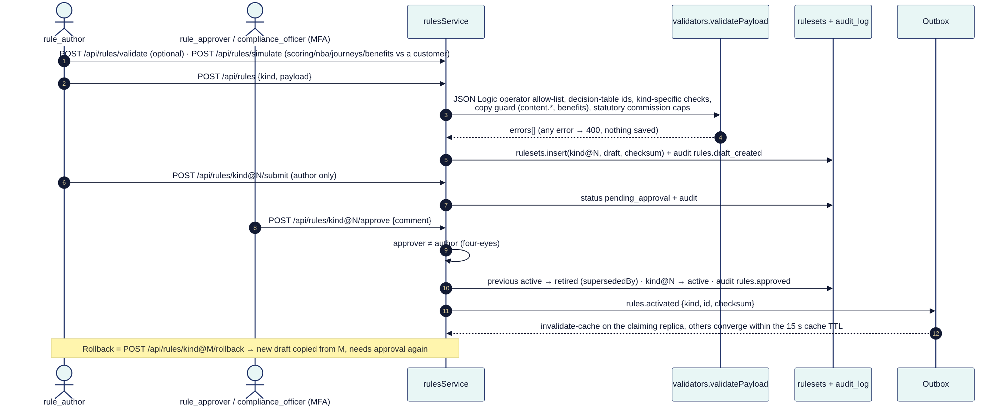 rule_author
rule_approver / compliance_officer (MFA)
rulesService
validators.validatePayload
rulesets + audit_log
Outbox
POST /api/rules/validate (optional) · POST /api/rules/simulate (scoring/nba/journeys/benefits vs a customer)
1
POST /api/rules {kind, payload}
2
JSON Logic operator allow-list, decision-table ids, kind-specific checks,
copy guard (content.*, benefits), statutory commission caps
3
errors[] (any error → 400, nothing saved)
4
rulesets.insert(kind@N, draft, checksum) + audit rules.draft_created
5
POST /api/rules/kind@N/submit (author only)
6
status pending_approval + audit
7
POST /api/rules/kind@N/approve {comment}
8
approver ≠ author (four-eyes)
9
previous active → retired (supersededBy) · kind@N → active · audit rules.approved
10
rules.activated {kind, id, checksum}
11
invalidate-cache on the claiming replica, others converge within the 15 s cache TTL
12
Rollback = POST /api/rules/kind@M/rollback → new draft copied from M, needs approval again
rule_author
rule_approver / compliance_officer (MFA)
rulesService
validators.validatePayload
rulesets + audit_log
Outbox